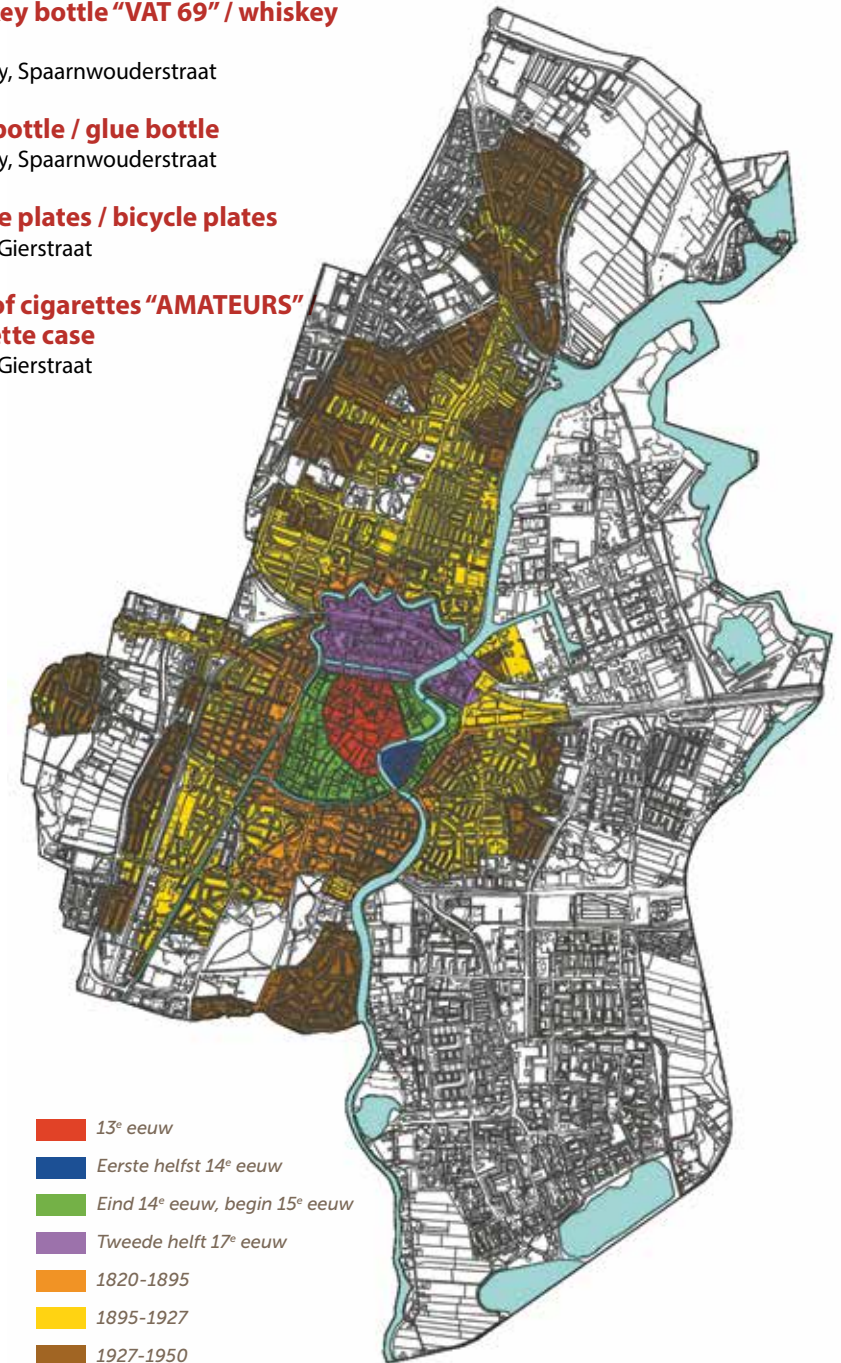 ey bottle “VAT 69” / whiskey
y, Spaarnwouderstraat
bottle / glue bottle
y, Spaarnwouderstraat
e plates / bicycle plates
Gierstraat
of cigarettes “AMATEURS”
tte case
Gierstraat
13e eeuw
Eerste helfst 14e eeuw
Eind 14e eeuw, begin 15e eeuw
Tweede helft 17e eeuw
1820-1895
1895-1927
1927-1950